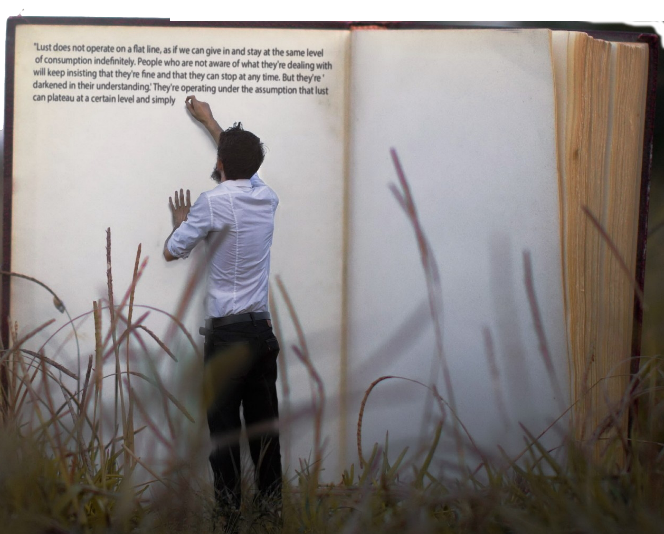 "Lust does not operate on a flat line, as if we can give in and stay at the same level
of consumption indefinitely. People who are not aware of what they're dealing with
will keep insisting that they're fine and that they can stop at any time. But they're '
darkened in their understanding.' They're operating under the assumption that lust
can plateau at a certain level and simply